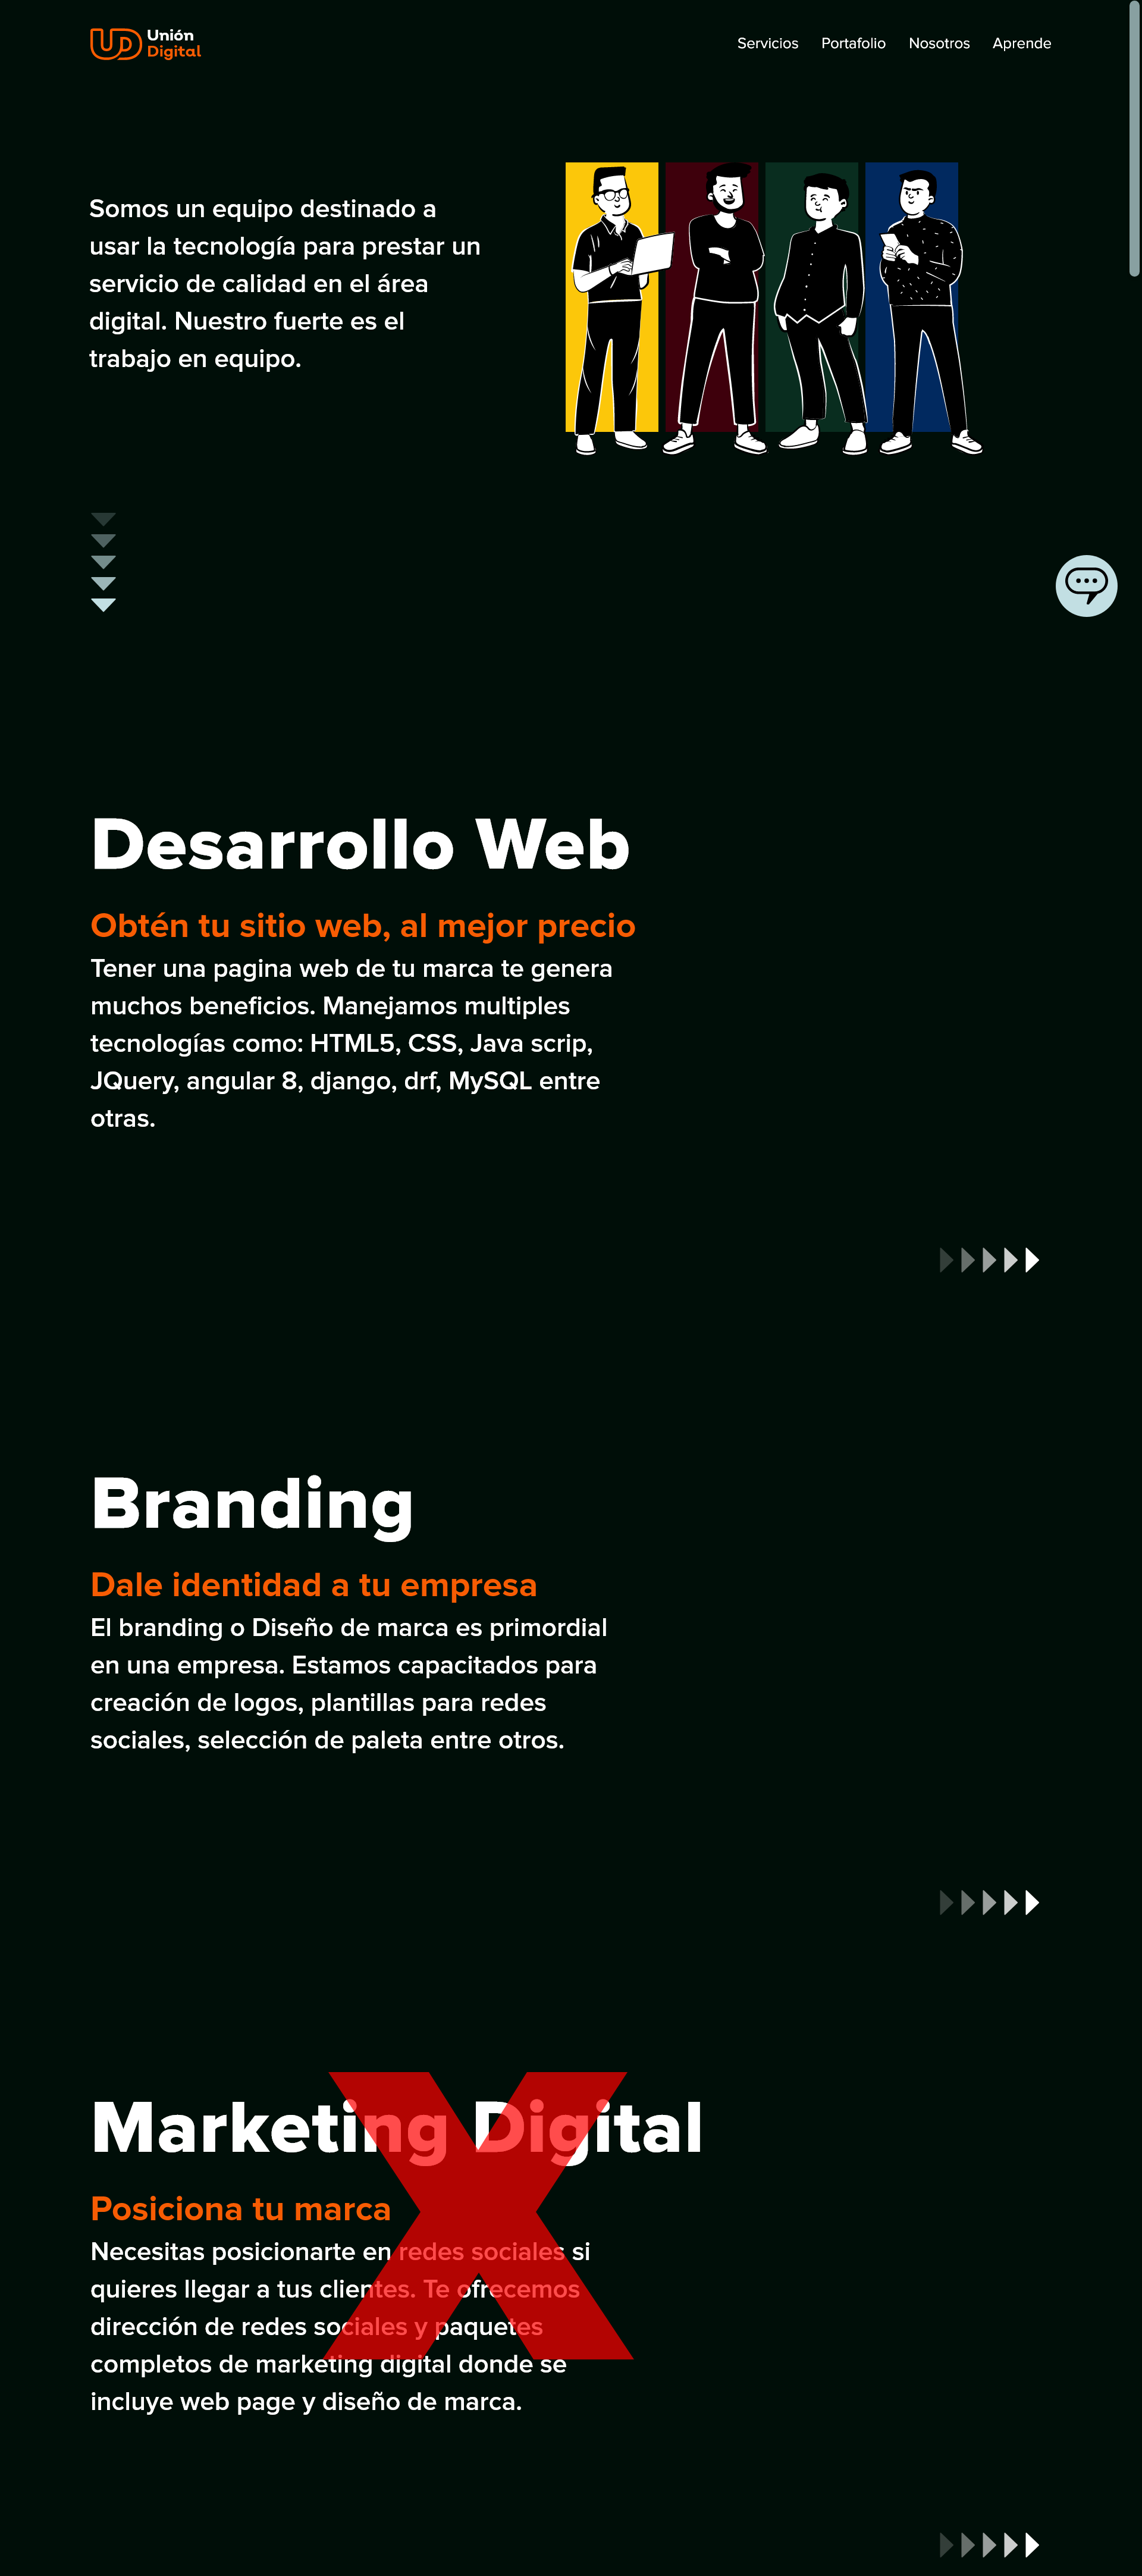 Unión
Digital
Servicios Portafolio Nosotros Aprende
Somos un equipo destinado a
usar la tecnología para prestar un
servicio de calidad en el área
digital. Nuestro fuerte es el
trabajo en equipo.
Desarrollo Web
Obtén tu sitio web, al mejor precio
Tener una pagina web de tu marca te genera
muchos beneficios. Manejamos multiples
tecnologías como: HTML5, CSS, Java scrip,
JQuery, angular 8, django, drf, MySQL entre
otras.
Branding
Dale identidad a tu empresa
El branding o Diseño de marca es primordial
en una empresa. Estamos capacitados para
creación de logos, plantillas para redes
sociales, selección de paleta entre otros.
Marketing Digital
Posiciona tu marca
Necesitas posicionarte en redes sociales si
quieres llegar a tus clientes. Te ofrecemos
dirección de redes sociales y paquetes
completos de marketing digital donde se
incluye web page y diseño de marca.
X